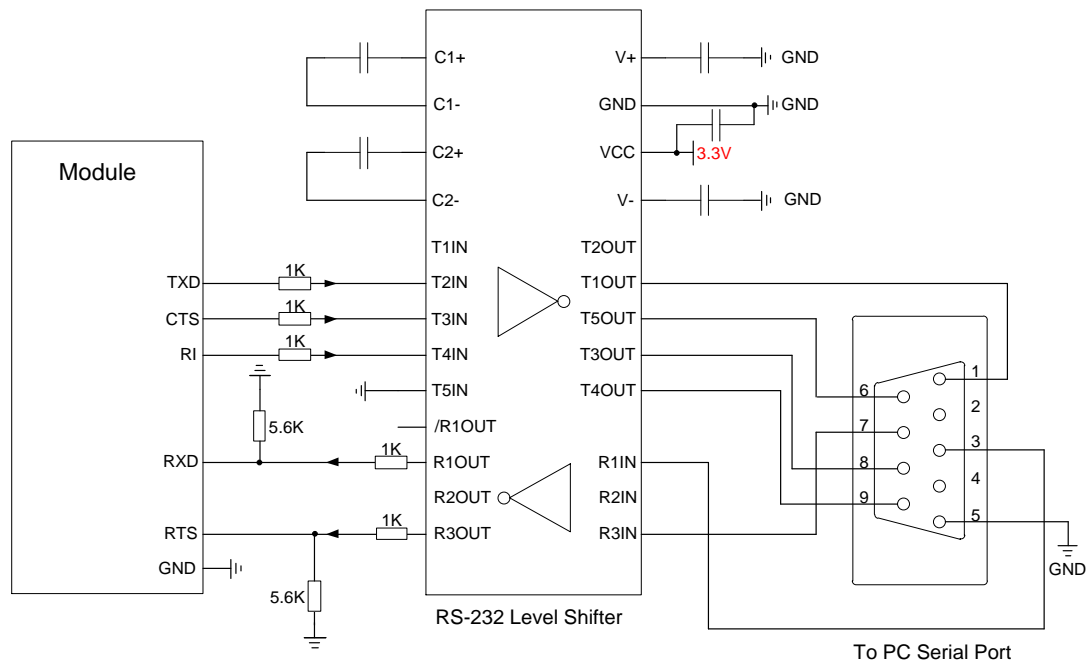 Module
TXD
CTS
RI
RXD
RTS
GND
1K
1K
1K
5.6K
1K
1K
5.6K
C1+
C1-
C2+
C2-
T1IN
T2IN
T3IN
T4IN
T5IN
/R1OUT
R1OUT
R2OUT
R3OUT
V+
GND
VCC
V-
T2OUT
T1OUT
T5OUT
T3OUT
T4OUT
R1IN
R2IN
R3IN
RS-232 Level Shifter
GND
GND
3.3V
GND
6
7
8
9
1
2
3
4
5
GND
To PC Serial Port